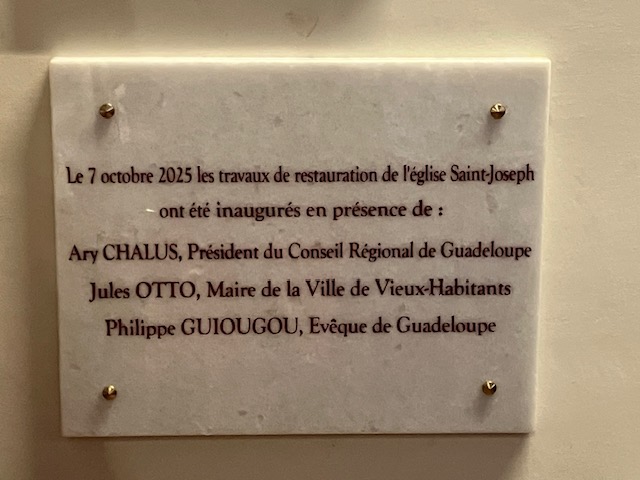 Le 7 octobre 2025 les travaux de restauration de l'église Saint-Joseph
ont été inaugurés en présence de :
Ary CHALUS, Président du Conseil Régional de Guadeloupe
Jules OTTO, Maire de la Ville de Vieux-Habitants
Philippe GUIOUGOU, Evêque de Guadeloupe